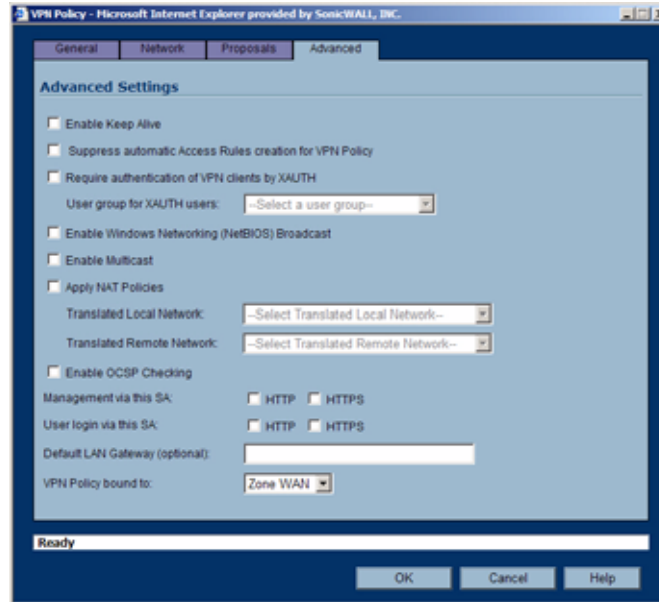 VPN Policy - Microsoft Internet Explorer provided by SonicWALL, INC.
General Network Proposals Advanced
Advanced Settings
Enable Keep Alive
Suppress automatic Access Rules creation for VPN Policy
Require authentication of VPN clients by XAUTH
User group for XAUTH users: --Select a user group--
Enable Windows Networking (NetBIOS) Broadcast
Enable Multicast
Apply NAT Policies
Translated Local Network: --Select Translated Local Network--
Translated Remote Network: --Select Translated Remote Network--
Enable OCSP Checking
Management via this SA: HTTP HTTPS
User login via this SA: HTTP HTTPS
Default LAN Gateway (optional):
VPN Policy bound to: Zone WAN
Ready
OK Cancel Help